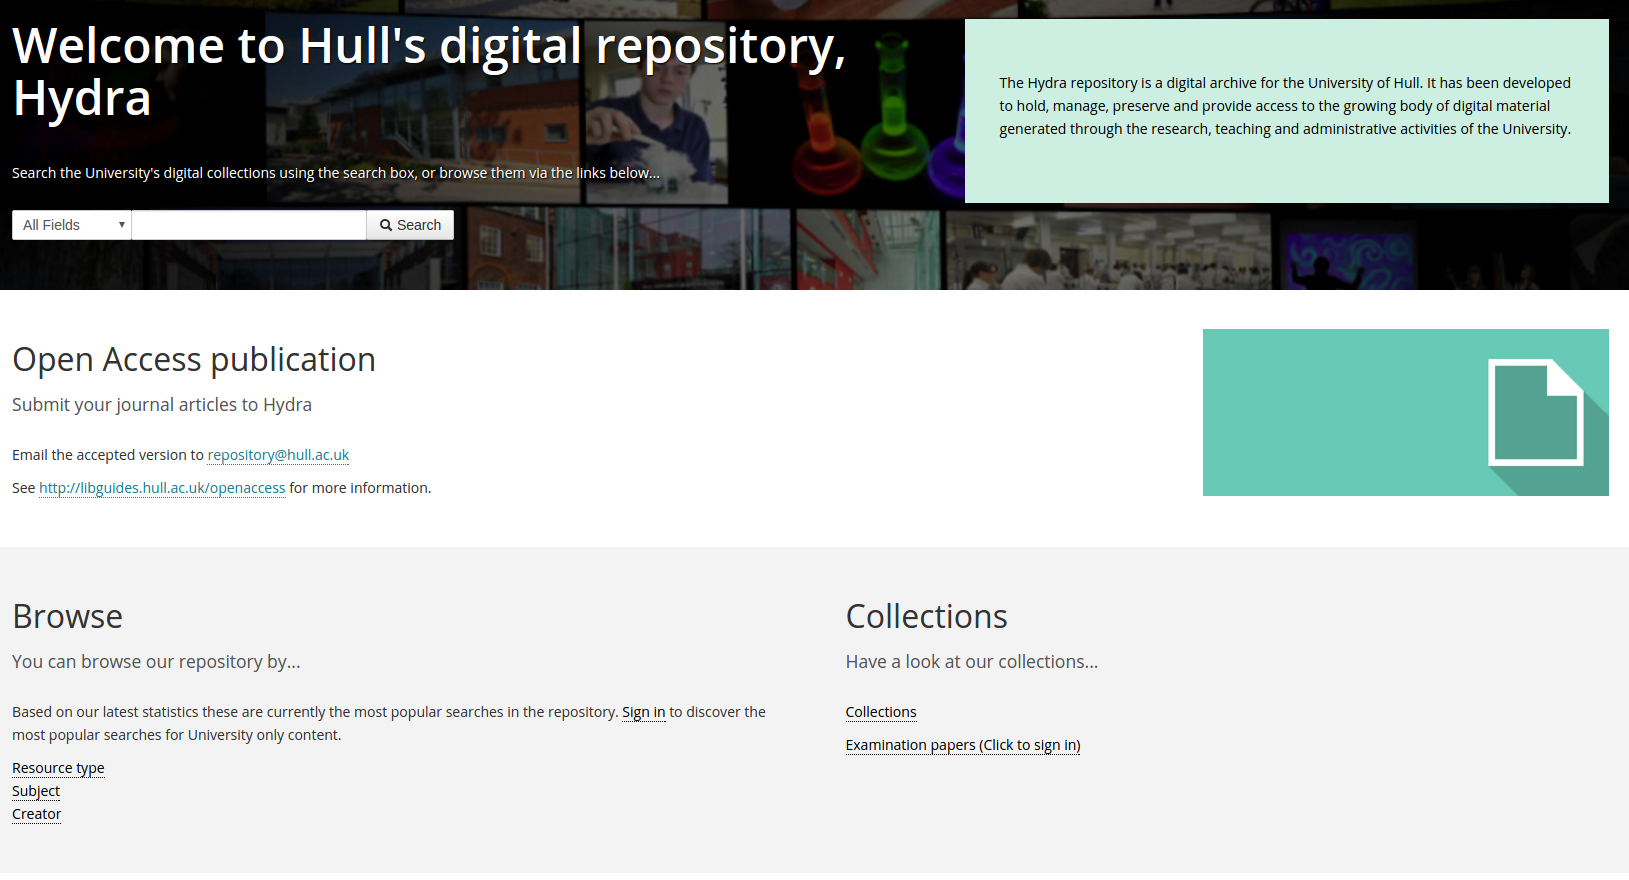 Welcome to Hull's digital repository,
Hydra
Search the University's digital collections using the search box, or browse them via the links below...
All Fields
Search
The Hydra repository is a digital archive for the University of Hull. It has been developed
to hold, manage, preserve and provide access to the growing body of digital material
generated through the research, teaching and administrative activities of the University.
Open Access publication
Submit your journal articles to Hydra
Email the accepted version to repository@hull.ac.uk
See http://libguides.hull.ac.uk/openaccess for more information.
Browse
You can browse our repository by...
Based on our latest statistics these are currently the most popular searches in the repository. Sign in to discover the
most popular searches for University only content.
Resource type
Subject
Creator
Collections
Have a look at our collections...
Collections
Examination papers (Click to sign in)